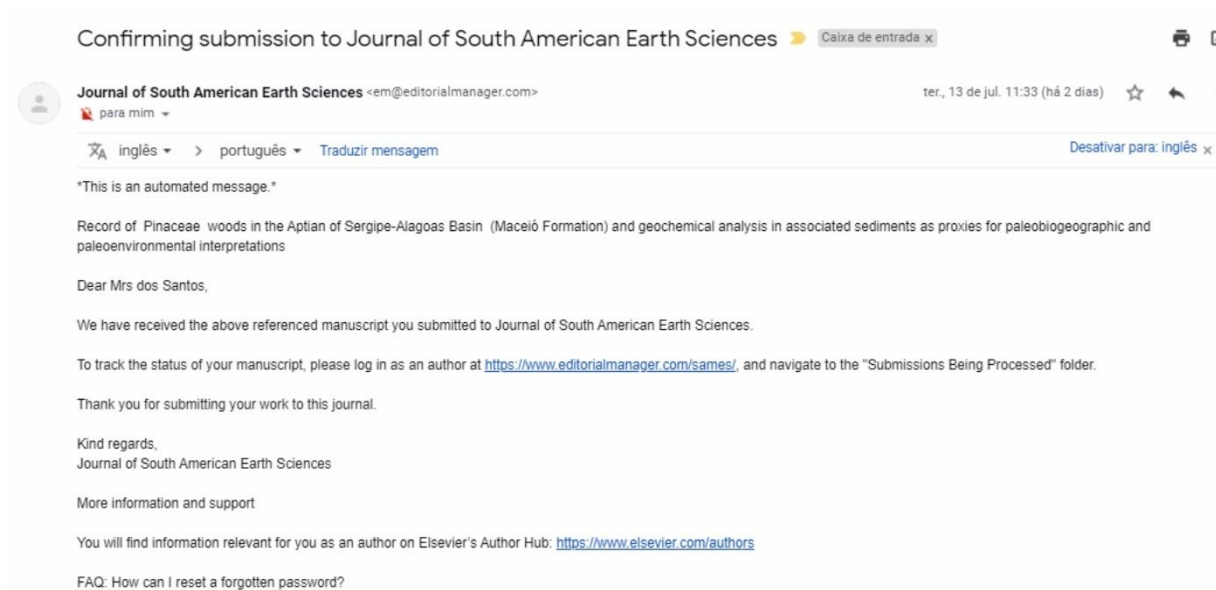 Confirming submission to Journal of South American Earth Sciences Caixa de entrada x
Journal of South American Earth Sciences <em@editorialmanager.com> ter., 13 de jul. 11:33 (há 2 dias)
para mim
inglês > português Traduzir mensagem Desativar para: inglês x
*This is an automated message.*
Record of Pinaceae woods in the Aptian of Sergipe-Alagoas Basin (Maceió Formation) and geochemical analysis in associated sediments as proxies for paleobiogeographic and
paleoenvironmental interpretations
Dear Mrs dos Santos,
We have received the above referenced manuscript you submitted to Journal of South American Earth Sciences.
To track the status of your manuscript, please log in as an author at https://www.editorialmanager.com/sames/, and navigate to the "Submissions Being Processed" folder.
Thank you for submitting your work to this journal.
Kind regards,
Journal of South American Earth Sciences
More information and support
You will find information relevant for you as an author on Elsevier's Author Hub: https://www.elsevier.com/authors
FAQ: How can I reset a forgotten password?